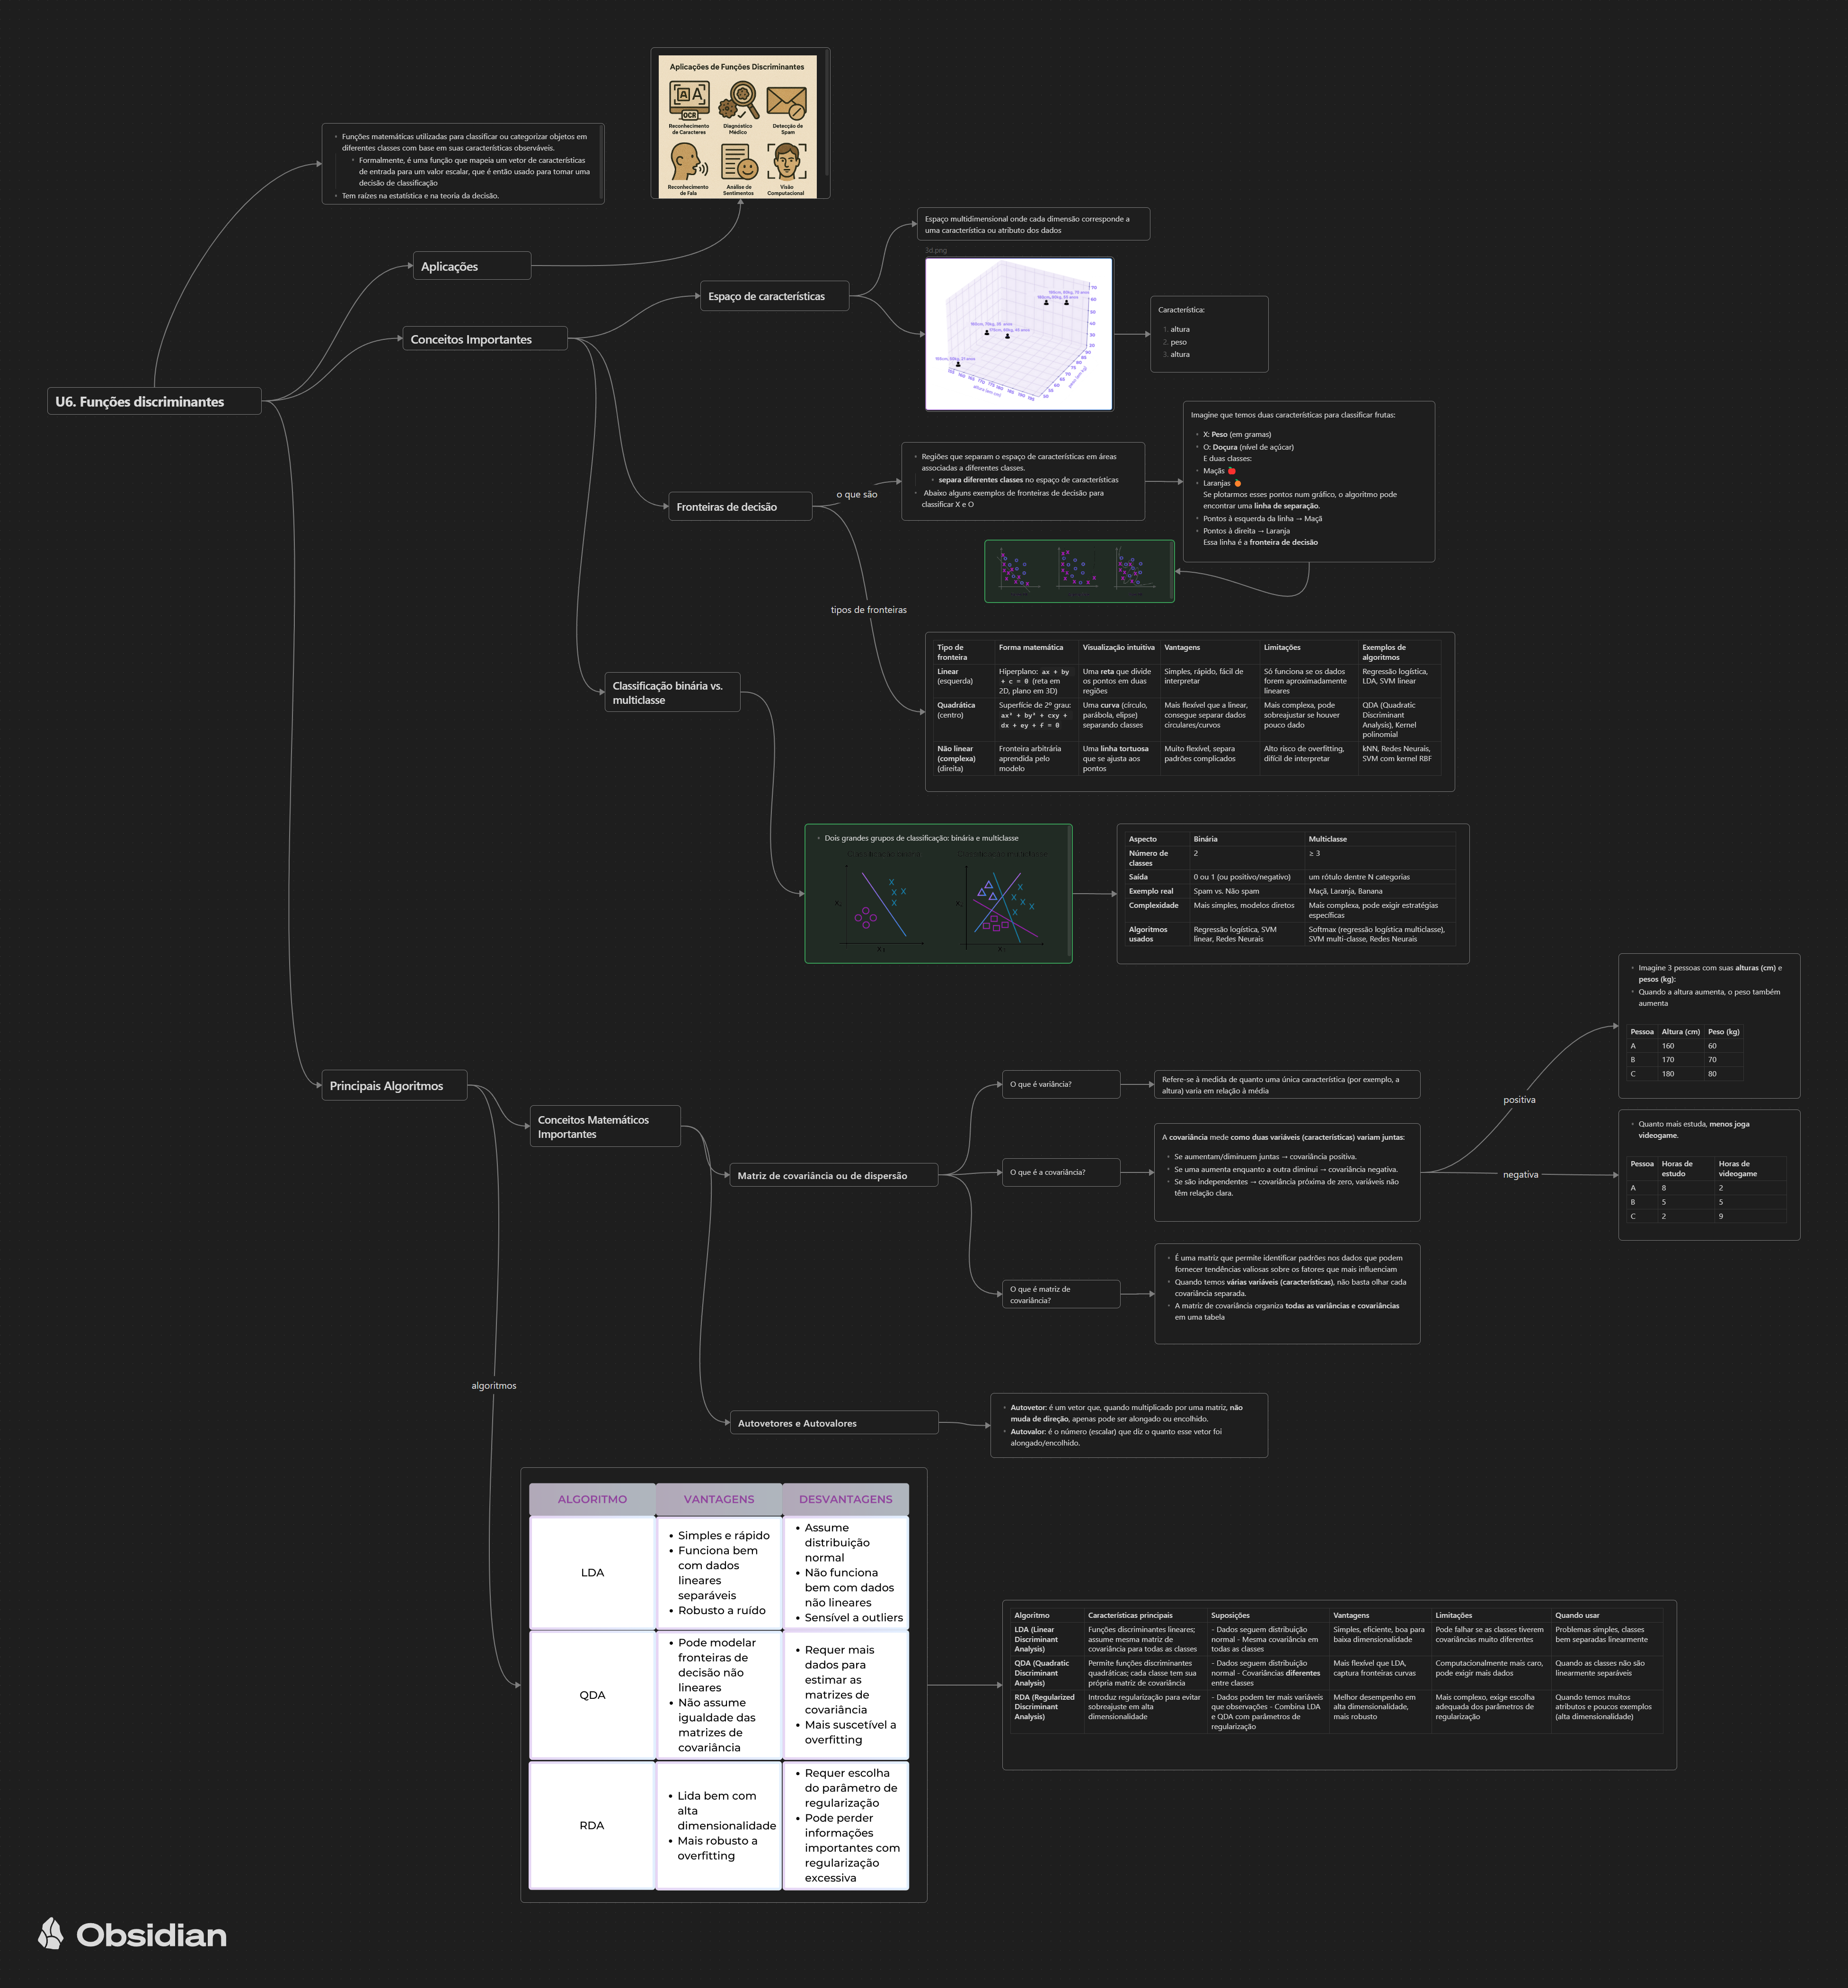 Aplicações de Funções Discriminantes
OCR
Reconhecimento
de Caracteres
Diagnóstico
Médico
Detecção de
Spam
Reconhecimento
de Fala
Análise de
Sentimentos
Visão
Computacional
Funções matemáticas utilizadas para classificar ou categorizar objetos em
diferentes classes com base em suas características observáveis.
Formalmente, é uma função que mapeia um vetor de características
de entrada para um valor escalar, que é então usado para tomar uma
decisão de classificação
Tem raízes na estatística e na teoria da decisão.
Aplicações
Espaço de características
Espaço multidimensional onde cada dimensão corresponde a
uma característica ou atributo dos dados
3d.png
altura (em cm)
peso (em kg)
Característica:
1. altura
2. peso
3. altura
Conceitos Importantes
U6. Funções discriminantes
Fronteiras de decisão
o que são
Regiões que separam o espaço de características em áreas
associadas a diferentes classes.
separa diferentes classes no espaço de características
Abaixo alguns exemplos de fronteiras de decisão para
classificar X e O
Imagine que temos duas características para classificar frutas:
X: Peso (em gramas)
O: Doçura (nível de açúcar)
E duas classes:
Maçãs 🍎
Laranjas 🍊
Se plotarmos esses pontos num gráfico, o algoritmo pode
encontrar uma linha de separação.
Pontos à esquerda da linha → Maçã
Pontos à direita → Laranja
Essa linha é a fronteira de decisão
tipos de fronteiras
Tipo de fronteira Forma matemática Visualização intuitiva Vantagens Limitações Exemplos de algoritmos
Linear (esquerda) Hiperplano: ax + by + c = 0 (reta em 2D, plano em 3D) Uma reta que divide os pontos em duas regiões Simples, rápido, fácil de interpretar Só funciona se os dados forem aproximadamente lineares Regressão logística, LDA, SVM linear
Quadrática (centro) Superfície de 2º grau: ax² + by² + cxy + dx + ey + f = 0 Uma curva (círculo, parábola, elipse) separando classes Mais flexível que a linear, consegue separar dados circulares/curvos Mais complexa, pode sobreajustar se houver pouco dado QDA (Quadratic Discriminant Analysis), Kernel polinomial
Não linear (complexa) (direita) Fronteira arbitrária aprendida pelo modelo Uma linha tortuosa que se ajusta aos pontos Muito flexível, separa padrões complicados Alto risco de overfitting, difícil de interpretar kNN, Redes Neurais, SVM com kernel RBF
Classificação binária vs.
multiclasse
Dois grandes grupos de classificação: binária e multiclasse
Aspecto Binária Multiclasse
Número de classes 2 ≥ 3
Saída 0 ou 1 (ou positivo/negativo) um rótulo dentre N categorias
Exemplo real Spam vs. Não spam Maçã, Laranja, Banana
Complexidade Mais simples, modelos diretos Mais complexa, pode exigir estratégias específicas
Algoritmos usados Regressão logística, SVM linear, Redes Neurais Softmax (regressão logística multiclasse), SVM multi-classe, Redes Neurais
Principais Algoritmos
Conceitos Matemáticos
Importantes
Matriz de covariância ou de dispersão
O que é variância?
Refere-se à medida de quanto uma única característica (por exemplo, a
altura) varia em relação à média
O que é a covariância?
A covariância mede como duas variáveis (características) variam juntas:
Se aumentam/diminuem juntas → covariância positiva.
Se uma aumenta enquanto a outra diminui → covariância negativa.
Se são independentes → covariância próxima de zero, variáveis não
têm relação clara.
positiva
Imagine 3 pessoas com suas alturas (cm) e
pesos (kg):
Quando a altura aumenta, o peso também
aumenta
Pessoa Altura (cm) Peso (kg)
A 160 60
B 170 70
C 180 80
negativa
Quanto mais estuda, menos joga
videogame.
Pessoa Horas de estudo Horas de videogame
A 8 2
B 5 5
C 2 9
O que é matriz de
covariância?
É uma matriz que permite identificar padrões nos dados que podem
fornecer tendências valiosas sobre os fatores que mais influenciam
Quando temos várias variáveis (características), não basta olhar cada
covariância separada.
A matriz de covariância organiza todas as variâncias e covariâncias
em uma tabela
Autovetores e Autovalores
Autovetor: é um vetor que, quando multiplicado por uma matriz, não
muda de direção, apenas pode ser alongado ou encolhido.
Autovalor: é o número (escalar) que diz o quanto esse vetor foi
alongado/encolhido.
algoritmos
ALGORITMO VANTAGENS DESVANTAGENS
LDA
Simples e rápido
Funciona bem
com dados
lineares
separáveis
Robusto a ruído
Assume
distribuição
normal
Não funciona
bem com dados
não lineares
Sensível a outliers
QDA
Pode modelar
fronteiras de
decisão não
lineares
Não assume
igualdade das
matrizes de
covariância
Requer mais
dados para
estimar as
matrizes de
covariância
Mais suscetível a
overfitting
RDA
Lida bem com
alta
dimensionalidade
Mais robusto a
overfitting
Requer escolha
do parâmetro de
regularização
Pode perder
informações
importantes com
regularização
excessiva
Algoritmo Características principais Suposições Vantagens Limitações Quando usar
LDA (Linear Discriminant Analysis) Funções discriminantes lineares; assume mesma matriz de covariância para todas as classes - Dados seguem distribuição normal - Mesma covariância em todas as classes Simples, eficiente, boa para baixa dimensionalidade Pode falhar se as classes tiverem covariâncias muito diferentes Problemas simples, classes bem separadas linearmente
QDA (Quadratic Discriminant Analysis) Permite funções discriminantes quadráticas; cada classe tem sua própria matriz de covariância - Dados seguem distribuição normal - Covariâncias diferentes entre classes Mais flexível que LDA, captura fronteiras curvas Computacionalmente mais caro, pode exigir mais dados Quando as classes não são linearmente separáveis
RDA (Regularized Discriminant Analysis) Introduz regularização para evitar sobreajuste em alta dimensionalidade - Dados podem ter mais variáveis que observações - Combina LDA e QDA com parâmetros de regularização Melhor desempenho em alta dimensionalidade, mais robusto Mais complexo, exige escolha adequada dos parâmetros de regularização Quando temos muitos atributos e poucos exemplos (alta dimensionalidade)
Obsidian